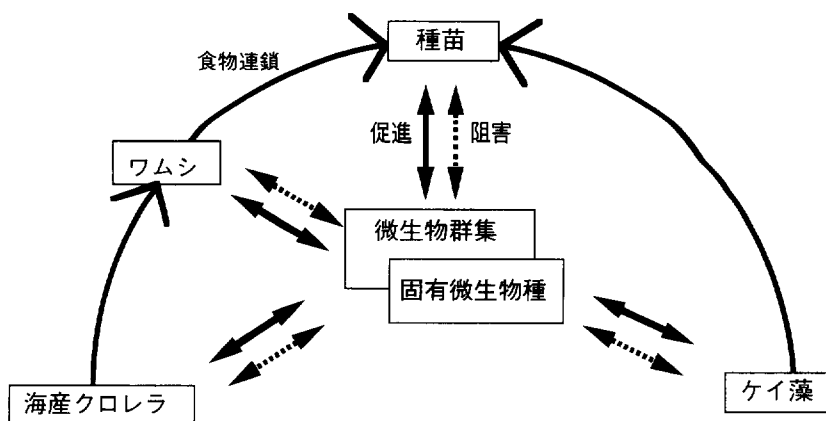 種苗
食物連鎖
促進
阻害
ワムシ
微生物群集
固有微生物種
海産クロレラ
ケイ藻